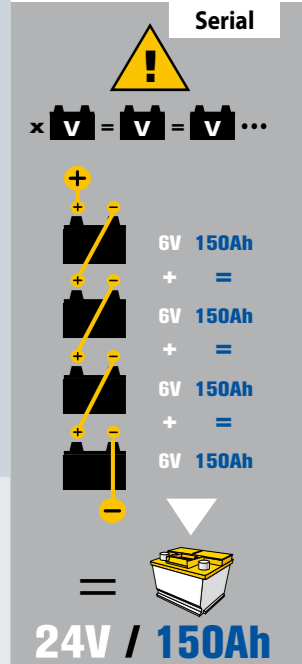 Serial
!
x V = V = V ...
+
+ -
6V 150Ah
+ =
+ -
6V 150Ah
+ =
+ -
6V 150Ah
+ =
+ -
6V 150Ah
-
=
24V / 150Ah